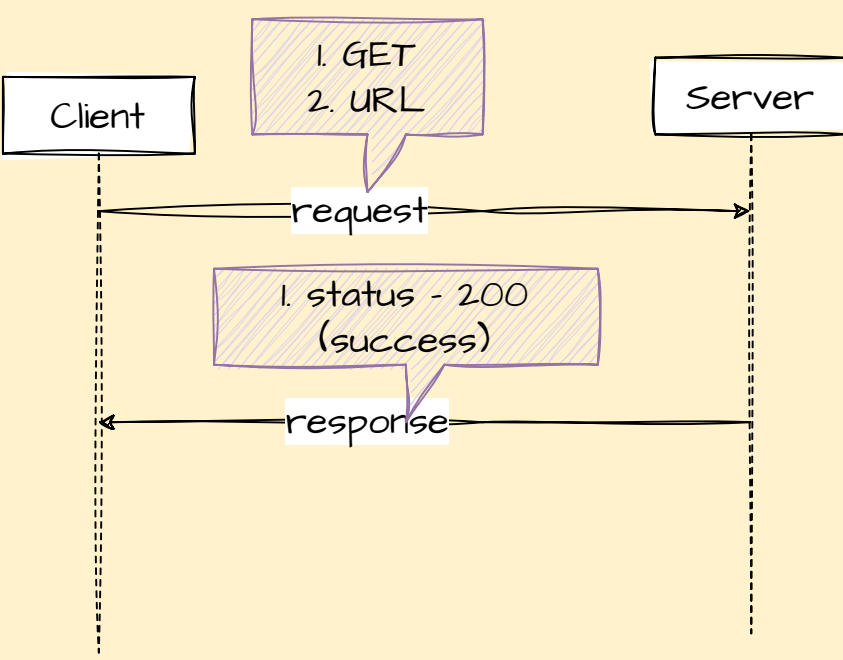 1. GET
2. URL
Client
Server
request
1. status - 200
(success)
response